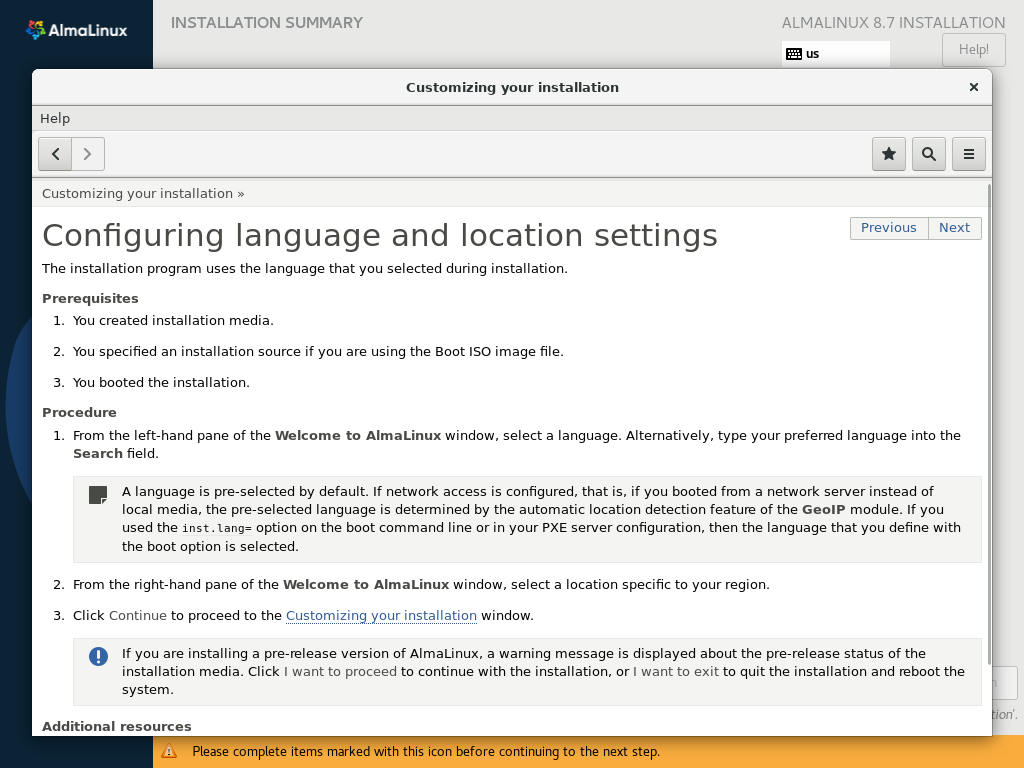 AlmaLinux
INSTALLATION SUMMARY
ALMALINUX 8.7 INSTALLATION
us
Help!
Customizing your installation
Help
Customizing your installation »
Configuring language and location settings
Previous
Next
The installation program uses the language that you selected during installation.
Prerequisites
1. You created installation media.
2. You specified an installation source if you are using the Boot ISO image file.
3. You booted the installation.
Procedure
1. From the left-hand pane of the Welcome to AlmaLinux window, select a language. Alternatively, type your preferred language into the
Search field.
A language is pre-selected by default. If network access is configured, that is, if you booted from a network server instead of
local media, the pre-selected language is determined by the automatic location detection feature of the GeoIP module. If you
used the inst.lang= option on the boot command line or in your PXE server configuration, then the language that you define with
the boot option is selected.
2. From the right-hand pane of the Welcome to AlmaLinux window, select a location specific to your region.
3. Click Continue to proceed to the Customizing your installation window.
If you are installing a pre-release version of AlmaLinux, a warning message is displayed about the pre-release status of the
installation media. Click I want to proceed to continue with the installation, or I want to exit to quit the installation and reboot the
system.
Additional resources
tion'.
Please complete items marked with this icon before continuing to the next step.